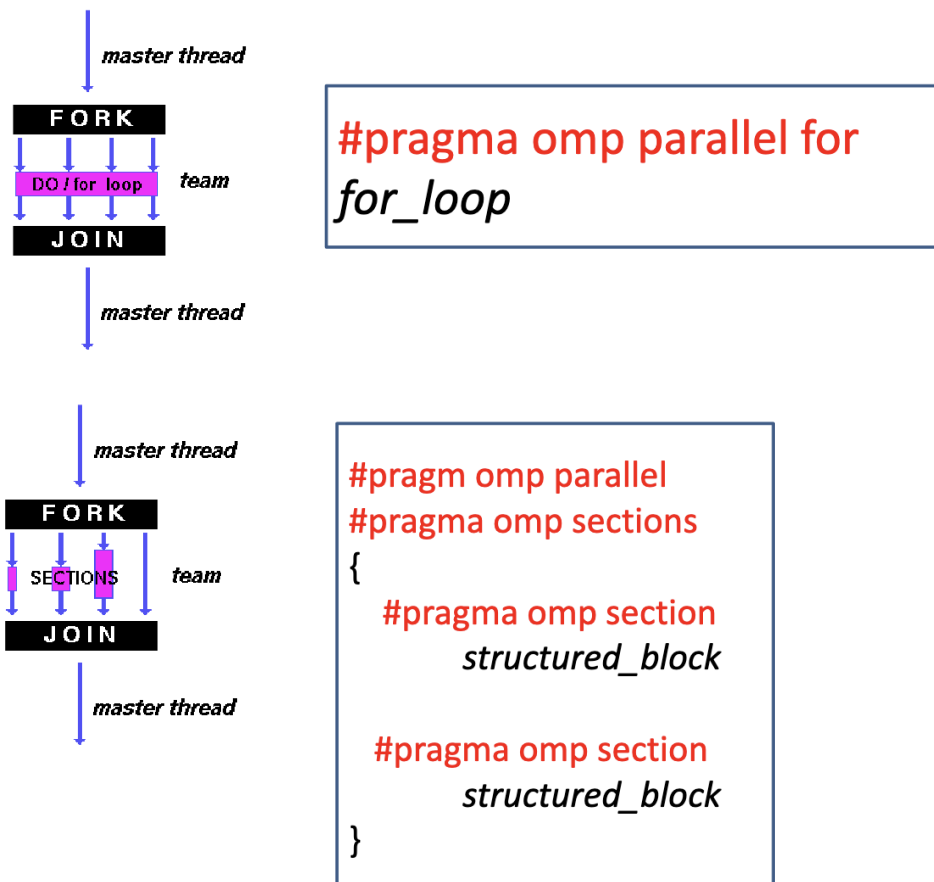 master thread
FORK
DO / for loop
team
JOIN
master thread
#pragma omp parallel for
for_loop
master thread
FORK
SECTIONS
team
JOIN
master thread
#pragm omp parallel
#pragma omp sections
{
#pragma omp section
structured_block
#pragma omp section
structured_block
}